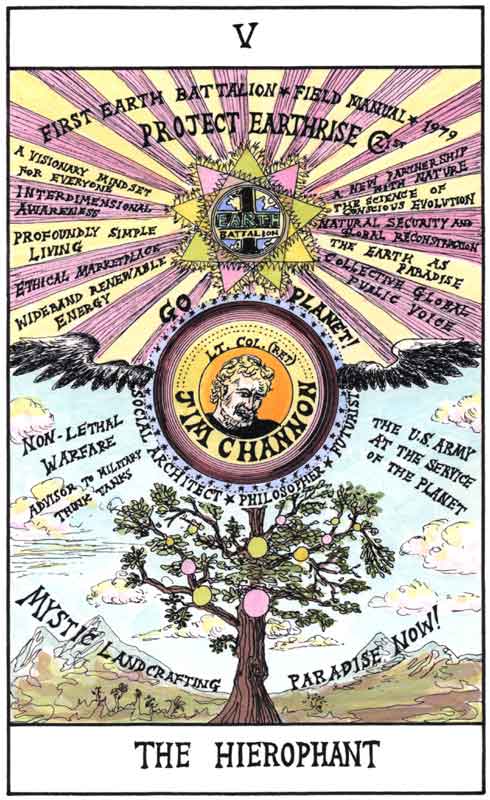 V
FIRST EARTH BATTALION * FIELD MANUAL * 1979
PROJECT EARTHRISE
21ST
A VISIONARY MINDSET
FOR EVERYONE
INTERDIMENSIONAL
AWARENESS
PROFOUNDLY SIMPLE
LIVING
ETHICAL MARKETPLACE
WIDEBAND RENEWABLE
ENERGY
1
EARTH
BATTALION
A NEW PARTNERSHIP
WITH NATURE
THE SCIENCE OF
CONSCIOUS EVOLUTION
NATURAL SECURITY AND
GLOBAL RECONSTRUCTION
THE EARTH AS
PARADISE
COLLECTIVE GLOBAL
PUBLIC VOICE
GO PLANET!
LT. COL. (RET)
JIM CHANNON
SOCIAL ARCHITECT * PHILOSOPHER * FUTURIST
NON-LETHAL
WARFARE
ADVISOR TO MILITARY
THINK TANKS
THE U.S. ARMY
AT THE SERVICE
OF THE PLANET
MYSTIC LANDCRAFTING
PARADISE NOW!
THE HIEROPHANT